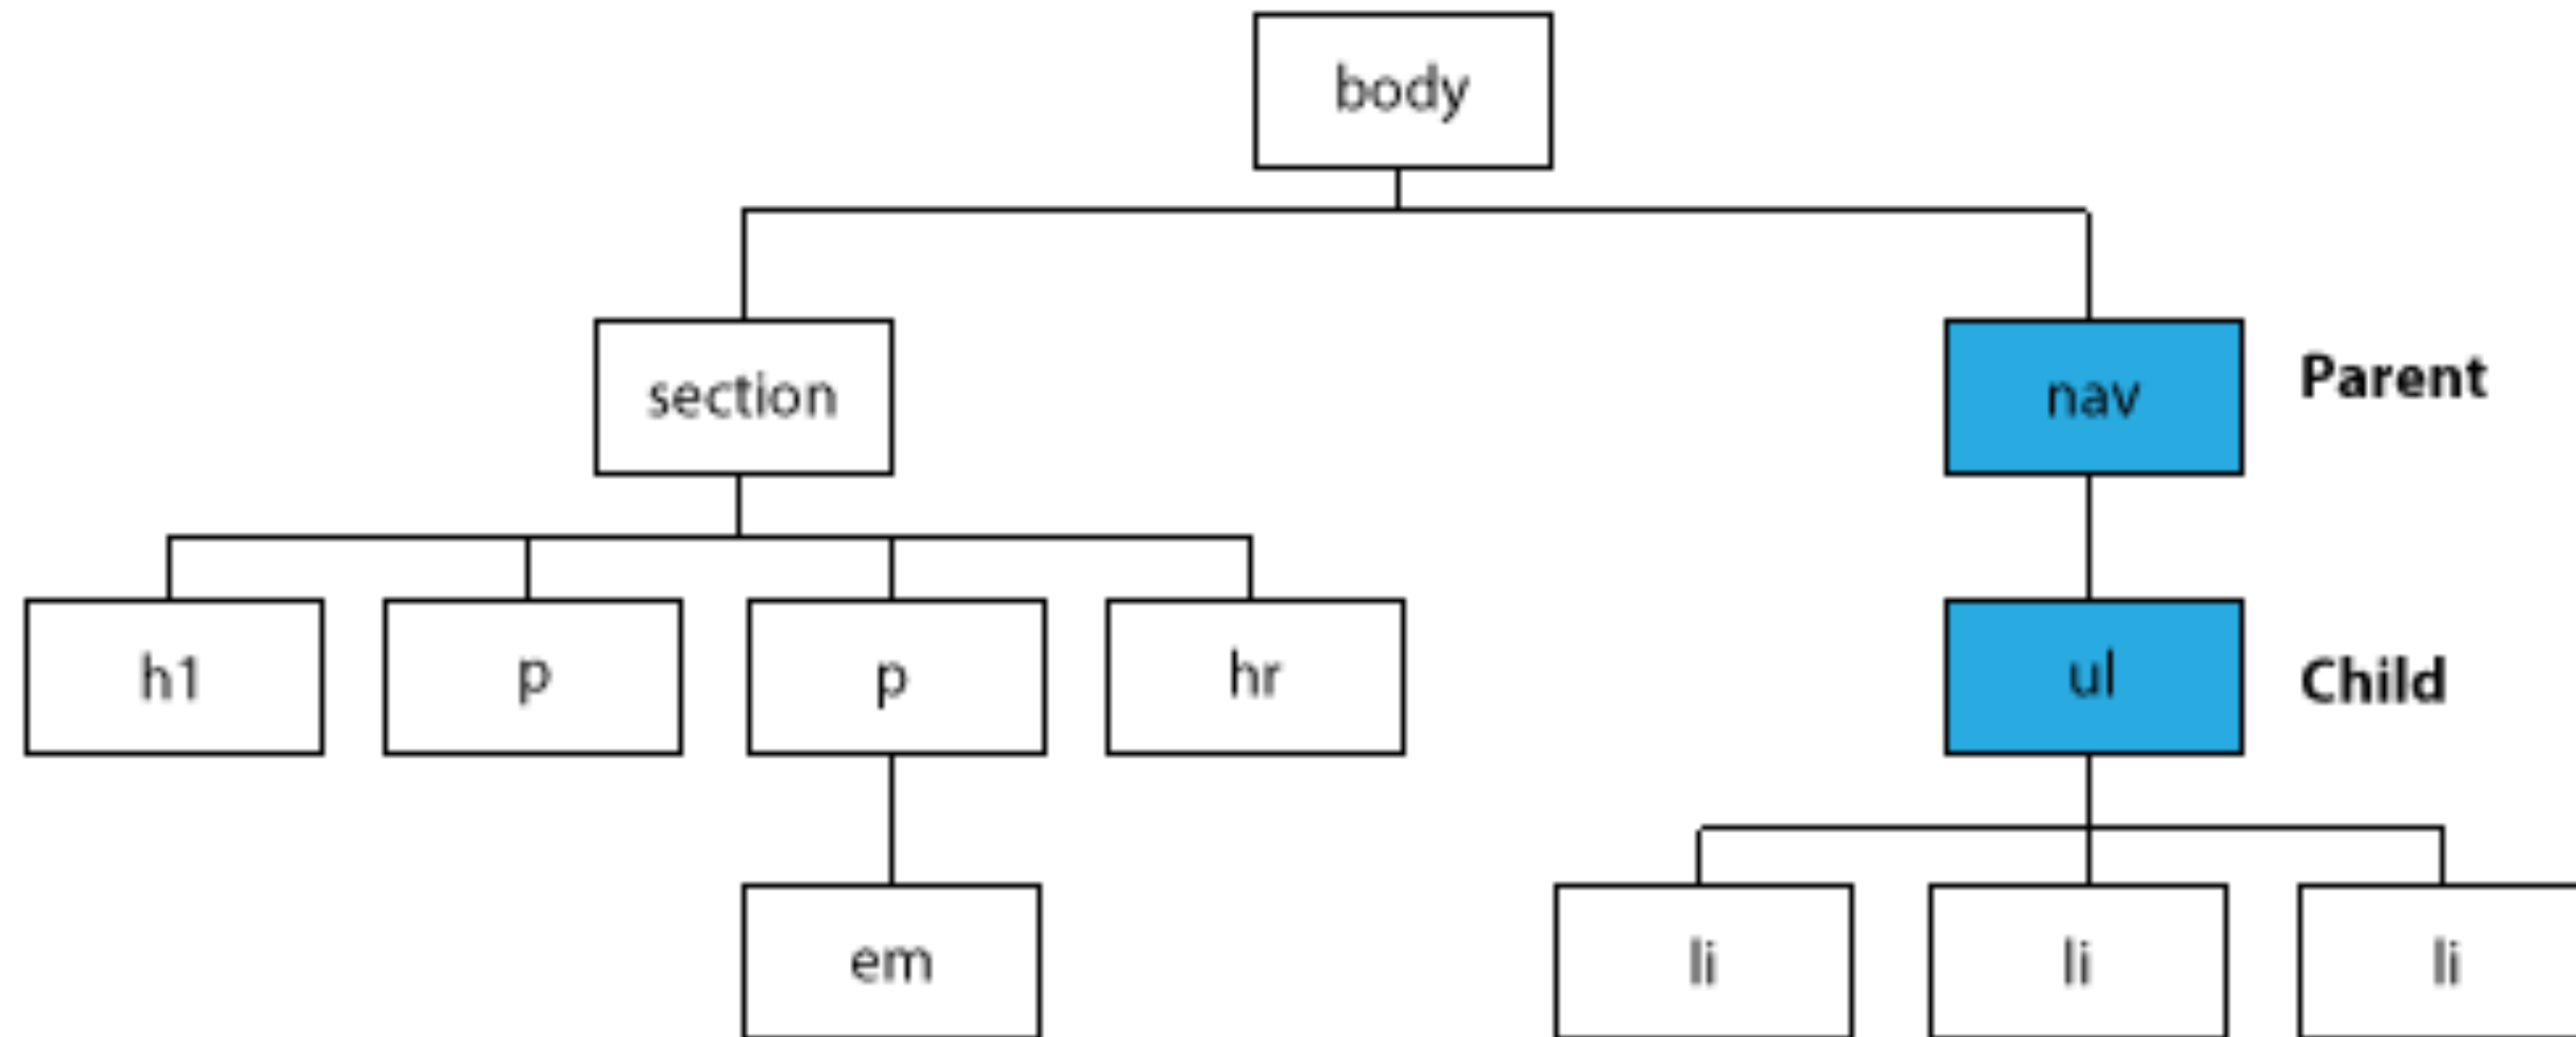 body
section
nav
Parent
h1
p
p
hr
ul
Child
em
li
li
li